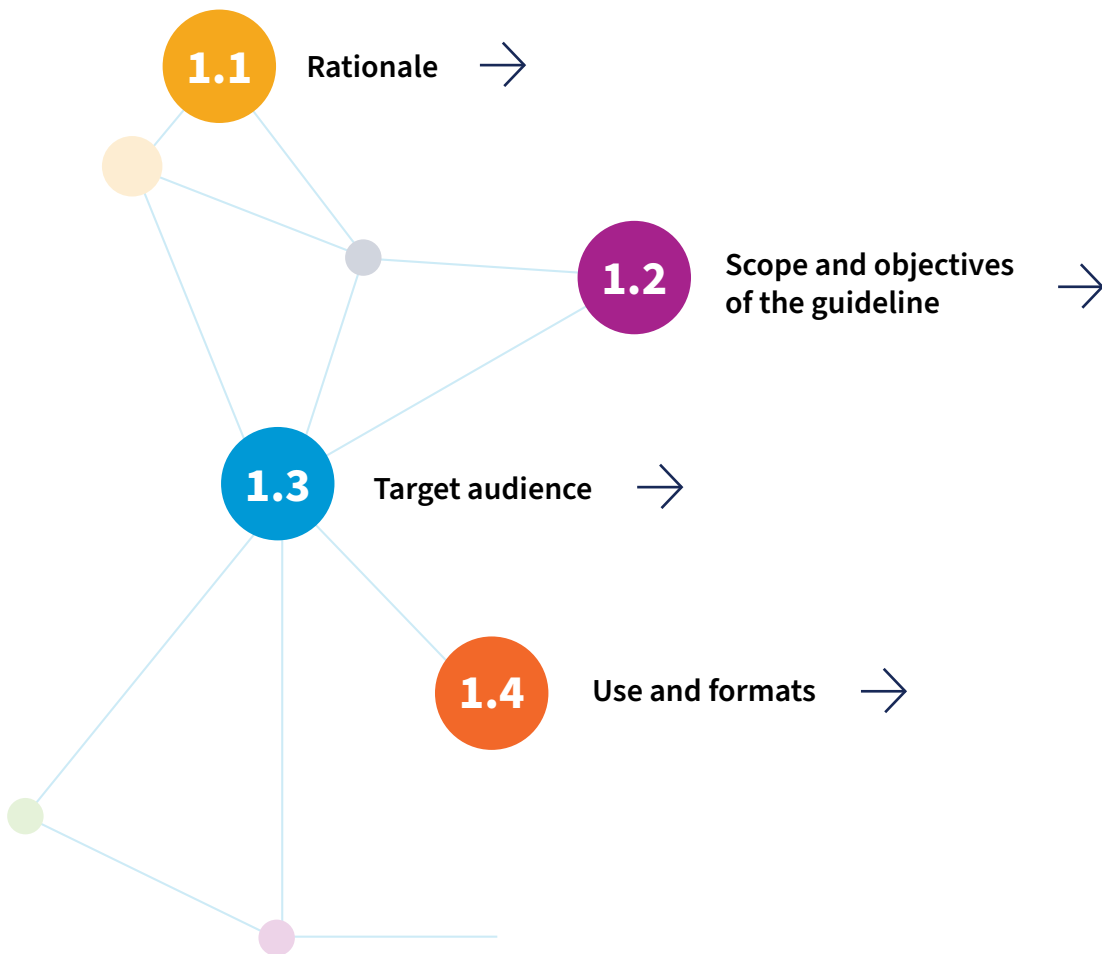 1.1 Rationale
1.2 Scope and objectives
of the guideline
1.3 Target audience
1.4 Use and formats